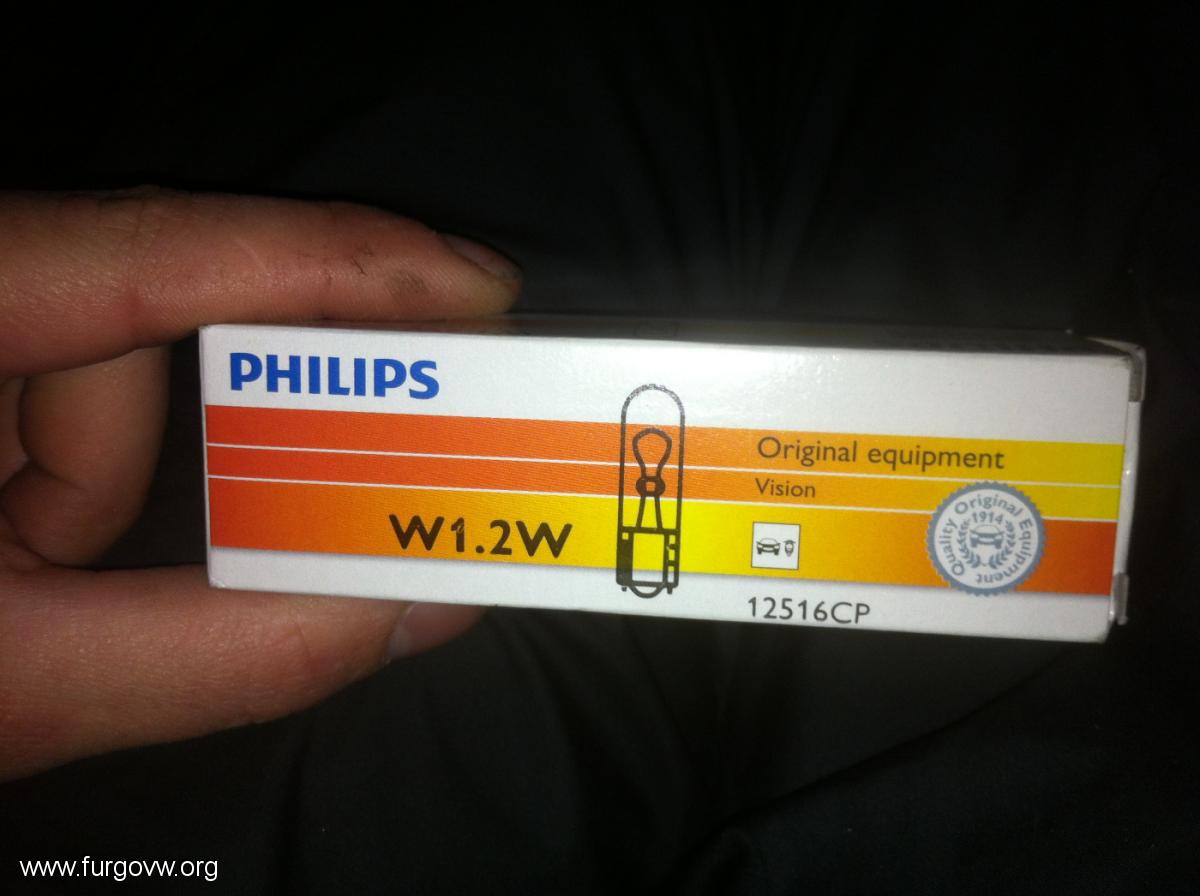 PHILIPS
Original equipment
Vision
W1.2W
Quality Original Equipment
1914
12516CP
www.furgovw.org